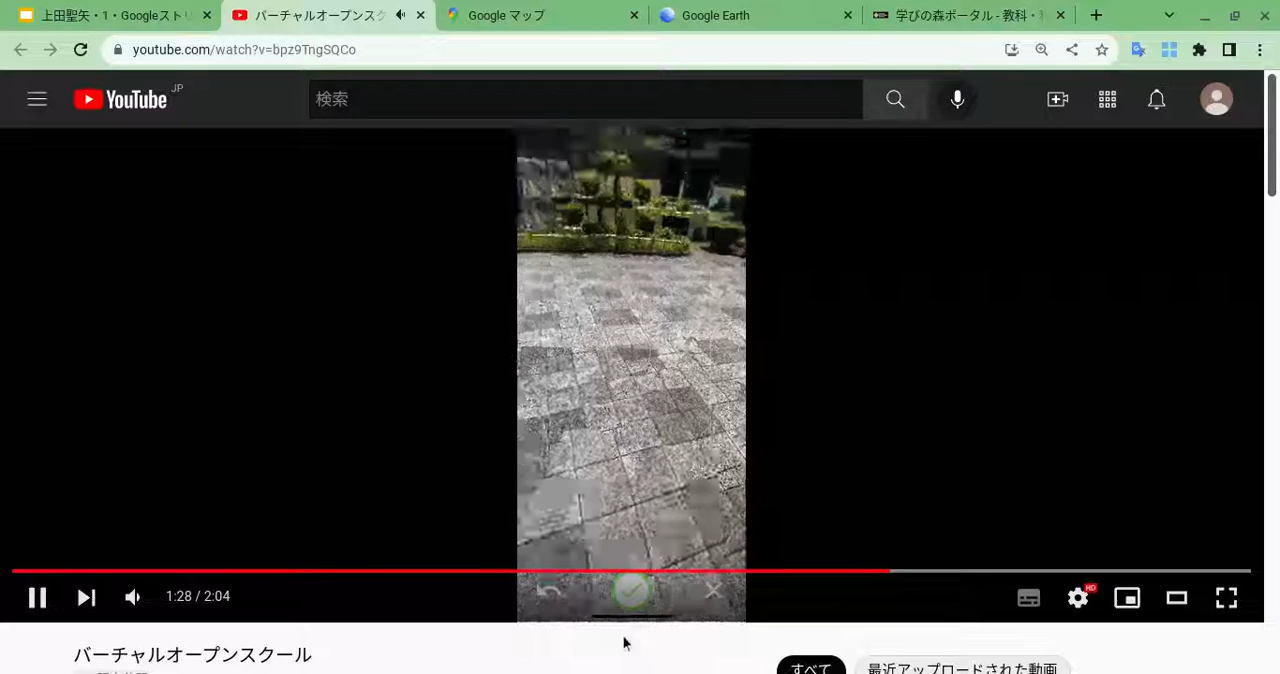 上田聖矢・1・Googleスト
バーチャルオープンスク
Google マップ
Google Earth
学びの森ポータル - 教科・
youtube.com/watch?v=bpz9TngSQCo
YouTube JP
検索
1:28 / 2:04
HD
バーチャルオープンスクール
すべて
最近アップロードされた動画